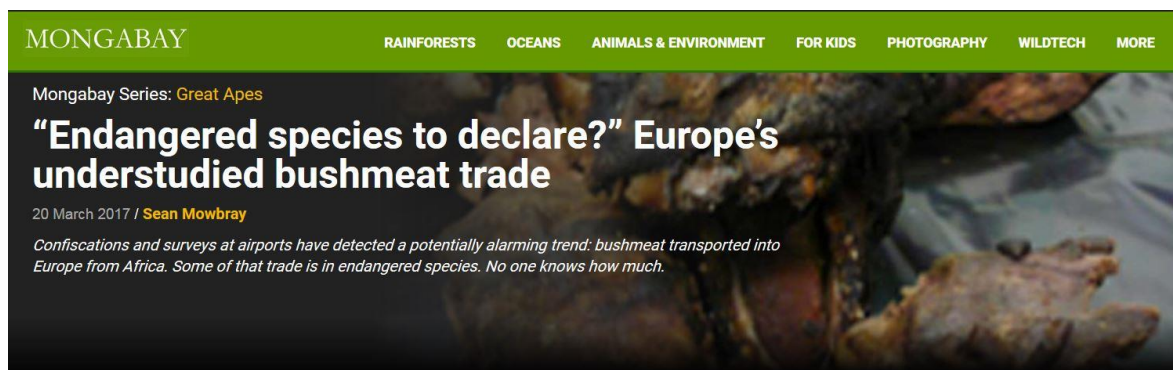 MONGABAY
RAINFORESTS OCEANS ANIMALS & ENVIRONMENT FOR KIDS PHOTOGRAPHY WILDTECH MORE
Mongabay Series: Great Apes
“Endangered species to declare?” Europe’s
understudied bushmeat trade
20 March 2017 / Sean Mowbray
Confiscations and surveys at airports have detected a potentially alarming trend: bushmeat transported into
Europe from Africa. Some of that trade is in endangered species. No one knows how much.